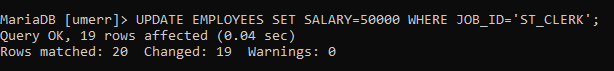 MariaDB [umerr]> UPDATE EMPLOYEES SET SALARY=50000 WHERE JOB_ID='ST_CLERK';
Query OK, 19 rows affected (0.04 sec)
Rows matched: 20  Changed: 19  Warnings: 0